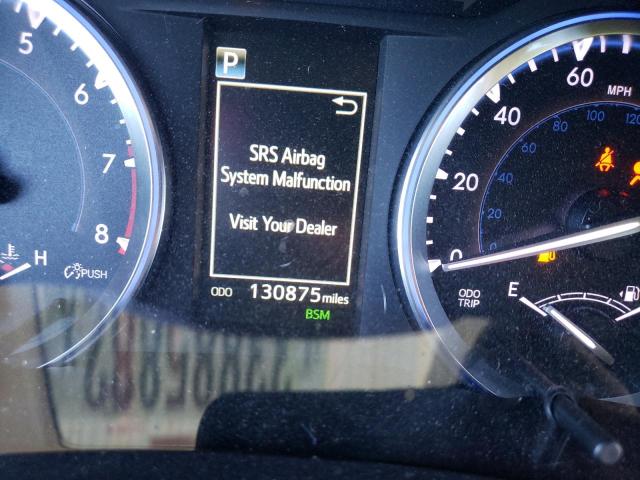 5
6
7
8
H
PUSH
P
SRS Airbag
System Malfunction
Visit Your Dealer
ODO 130875 miles
BSM
0
20
40
60
MPH
0
20
40
60
80
100
120
ODO
TRIP
E